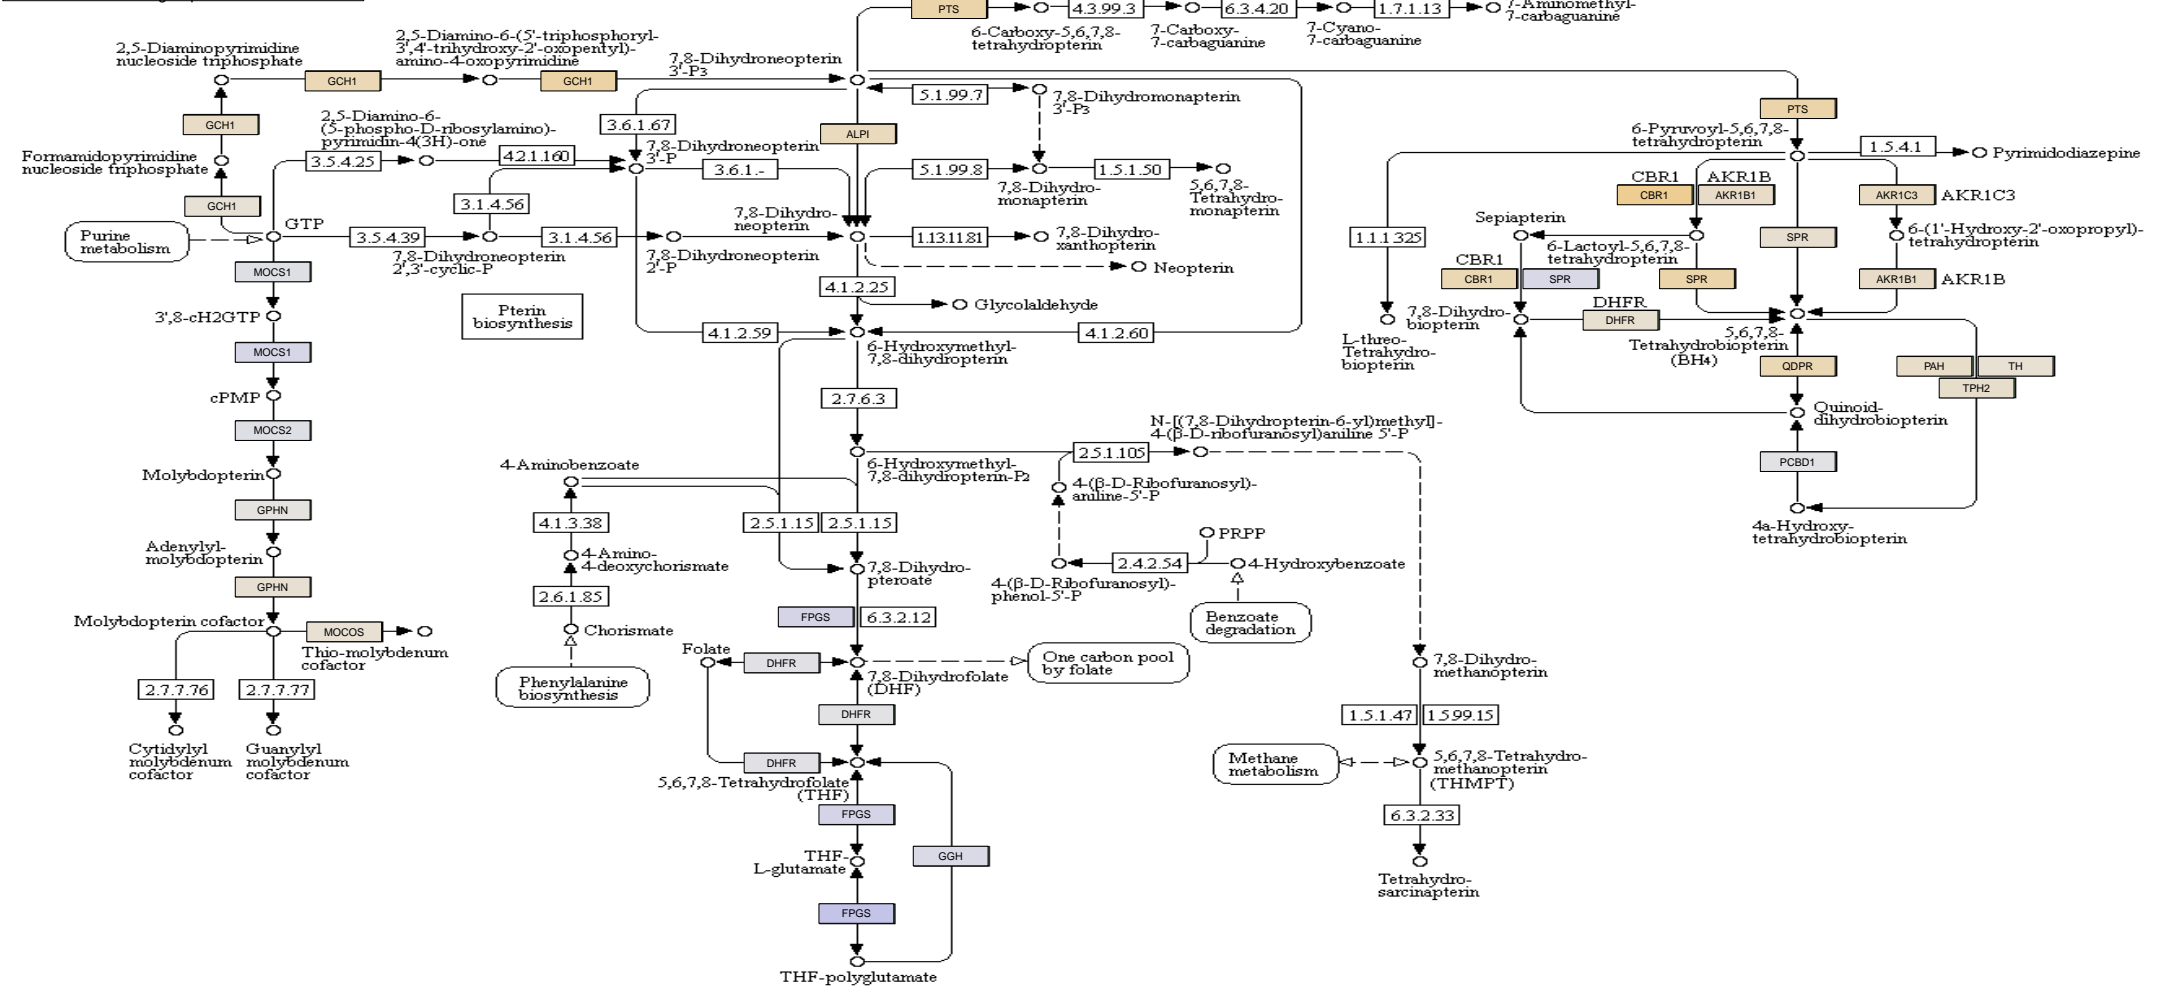 PTS
4.3.99.3
6.3.4.20
1.7.1.13
7-Aminomethyl-
7-carbaguanine
6-Carboxy-5,6,7,8-
tetrahydropterin
7-Carboxy-
7-carbaguanine
7-Cyano-
7-carbaguanine
2,5-Diaminopyrimidine
nucleoside triphosphate
2,5-Diamino-6-(5'-triphosphoryl-
3',4'-trihydroxy-2'-oxopentyl)-
amino-4-oxopyrimidine
7,8-Dihydroneopterin
3'-P3
GCH1
GCH1
5.1.99.7
7,8-Dihydromonapterin
3'-P3
PTS
GCH1
2,5-Diamino-6-
(5-phospho-D-ribosylamino)-
pyrimidin-4(3H)-one
3.6.1.67
ALPI
6-Pyruvoyl-5,6,7,8-
tetrahydropterin
1.5.4.1
Pyrimidodiazepine
Formamidopyrimidine
nucleoside triphosphate
3.5.4.25
4.2.1.160
7,8-Dihydroneopterin
3'-P
3.6.1.-
5.1.99.8
1.5.1.50
7,8-Dihydro-
monapterin
5,6,7,8-
Tetrahydro-
monapterin
CBR1
AKR1B
CBR1
AKR1B1
AKR1C3
AKR1C3
GCH1
3.1.4.56
GTP
Purine
metabolism
3.5.4.39
3.1.4.56
7,8-Dihydro-
neopterin
1.13.11.81
7,8-Dihydro-
xanthopterin
1.1.1.325
Sepiapterin
SPR
6-(1'-Hydroxy-2'-oxopropyl)-
tetrahydropterin
7,8-Dihydroneopterin
2',3'-cyclic-P
7,8-Dihydroneopterin
2'-P
6-Lactoyl-5,6,7,8-
tetrahydropterin
Neopterin
CBR1
CBR1
SPR
SPR
AKR1B1
AKR1B
MOCS1
4.1.2.25
Glycolaldehyde
Pterin
biosynthesis
3',8-cH2GTP
4.1.2.59
4.1.2.60
7,8-Dihydro-
biopterin
DHFR
DHFR
5,6,7,8-
Tetrahydrobiopterin
(BH4)
L-threo-
Tetrahydro-
biopterin
MOCS1
6-Hydroxymethyl-
7,8-dihydropterin
QDPR
PAH
TH
TPH2
cPMP
2.7.6.3
Quinoid-
dihydrobiopterin
MOCS2
N-[(7,8-Dihydropterin-6-yl)methyl]-
4-(β-D-ribofuranosyl)aniline 5'-P
2.5.1.105
PCBD1
Molybdopterin
4-Aminobenzoate
6-Hydroxymethyl-
7,8-dihydropterin-P2
4-(β-D-Ribofuranosyl)-
aniline-5'-P
GPHN
4.1.3.38
2.5.1.15
2.5.1.15
4a-Hydroxy-
tetrahydrobiopterin
Adenylyl-
molybdopterin
4-Amino-
4-deoxychorismate
PRPP
2.4.2.54
4-Hydroxybenzoate
7,8-Dihydro-
pteroate
4-(β-D-Ribofuranosyl)-
phenol-5'-P
GPHN
2.6.1.85
FPGS
6.3.2.12
Benzoate
degradation
Molybdopterin cofactor
MOCOS
Thio-molybdenum
cofactor
Chorismate
Folate
DHFR
One carbon pool
by folate
7,8-Dihydro-
methanopterin
2.7.7.76
2.7.7.77
Phenylalanine
biosynthesis
7,8-Dihydrofolate
(DHF)
DHFR
1.5.1.47
1.5.99.15
Cytidylyl
molybdenum
cofactor
Guanylyl
molybdenum
cofactor
DHFR
5,6,7,8-Tetrahydrofolate
(THF)
Methane
metabolism
5,6,7,8-Tetrahydro-
methanopterin
(THMPT)
FPGS
6.3.2.33
THF-
L-glutamate
GGH
Tetrahydro-
sarcinapterin
FPGS
THF-polyglutamate